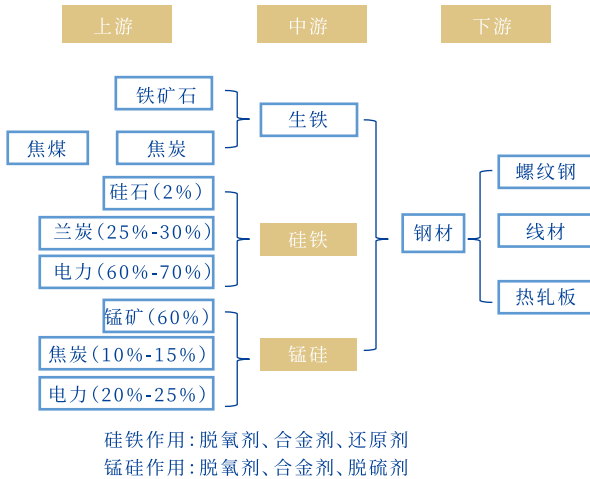 上游 中游 下游
铁矿石
生铁
焦煤 焦炭
硅石(2%)
兰炭(25%-30%)
硅铁
电力(60%-70%)
锰矿(60%)
焦炭(10%-15%)
锰硅
电力(20%-25%)
钢材
螺纹钢
线材
热轧板
硅铁作用:脱氧剂、合金剂、还原剂
锰硅作用:脱氧剂、合金剂、脱硫剂